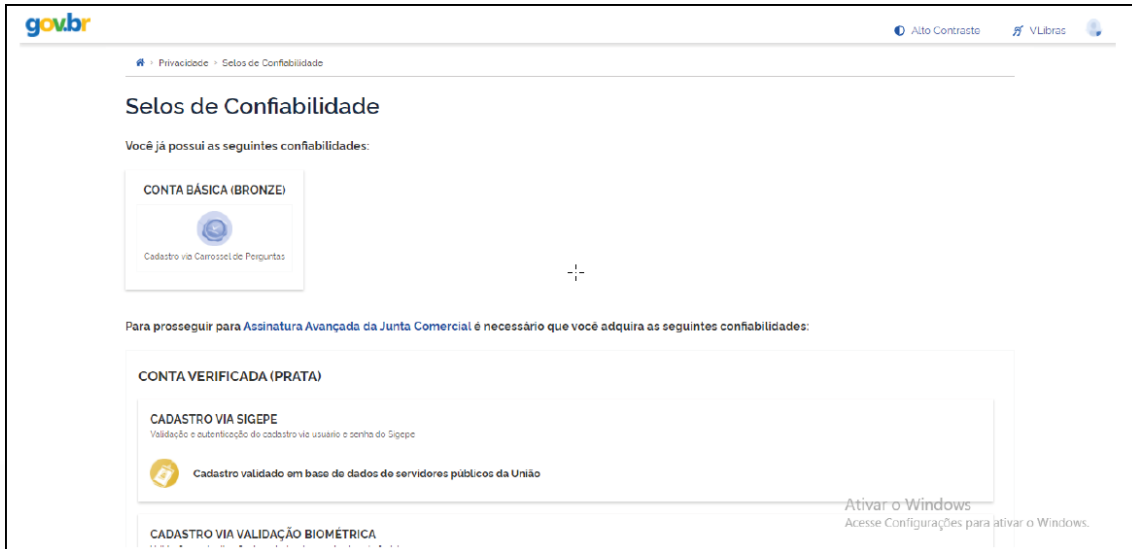 gov.br
Alto Contraste
VLibras
Privacidade > Selos de Confiabilidade
Selos de Confiabilidade
Você já possui as seguintes confiabilidades:
CONTA BÁSICA (BRONZE)
Cadastro via Carrossel de Perguntas
Para prosseguir para Assinatura Avançada da Junta Comercial é necessário que você adquira as seguintes confiabilidades:
CONTA VERIFICADA (PRATA)
CADASTRO VIA SIGEPE
Validação e autenticação do cadastro via usuário e senha do Sigepe
Cadastro validado em base de dados de servidores públicos da União
Ativar o Windows
Acesse Configurações para ativar o Windows.
CADASTRO VIA VALIDAÇÃO BIOMÉTRICA